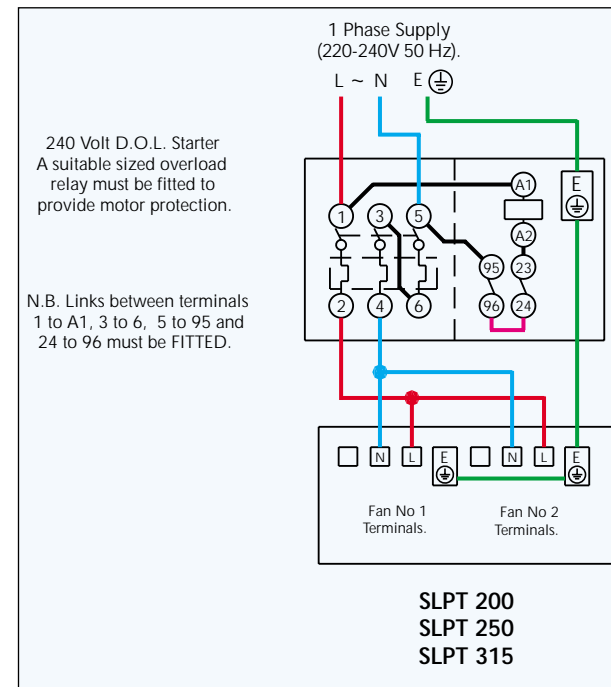 1 Phase Supply
(220-240V 50 Hz).
L ~ N E
240 Volt D.O.L. Starter
A suitable sized overload
relay must be fitted to
provide motor protection.
A1 E
1 3 5
A2
95 23
N.B. Links between terminals
1 to A1, 3 to 6, 5 to 95 and
24 to 96 must be FITTED.
2 4 6 96 24
N L E N L E
Fan No 1
Terminals.
Fan No 2
Terminals.
SLPT 200
SLPT 250
SLPT 315